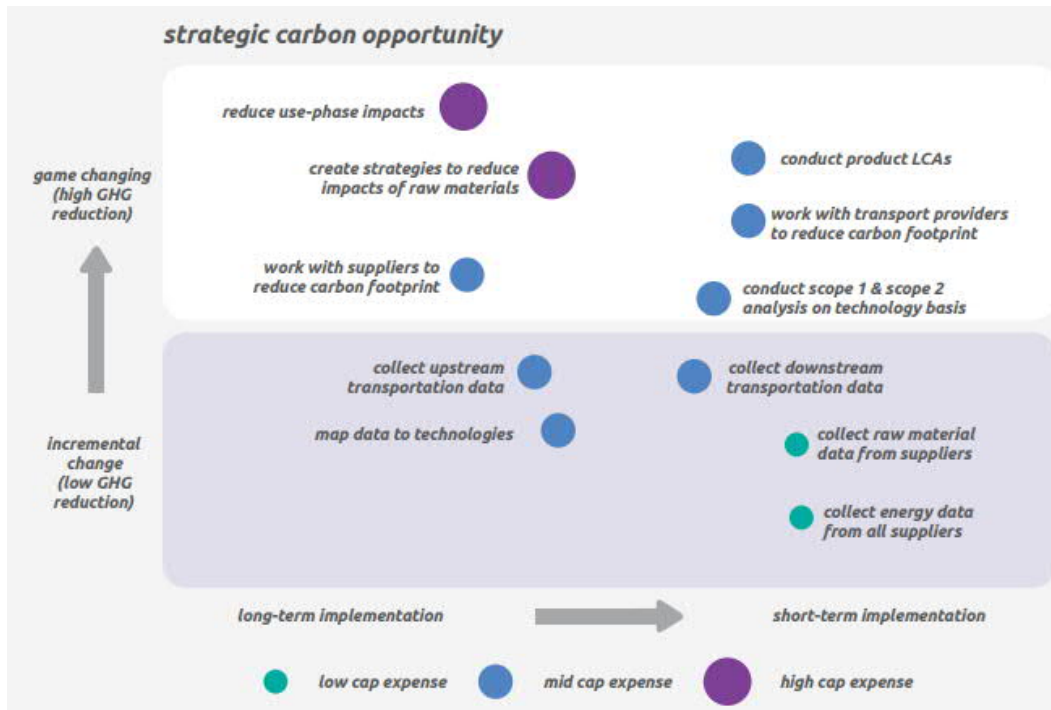 strategic carbon opportunity
reduce use-phase impacts
create strategies to reduce
impacts of raw materials
conduct product LCAs
game changing
(high GHG
reduction)
work with transport providers
to reduce carbon footprint
work with suppliers to
reduce carbon footprint
conduct scope 1 & scope 2
analysis on technology basis
collect upstream
transportation data
collect downstream
transportation data
map data to technologies
incremental
change
(low GHG
reduction)
collect raw material
data from suppliers
collect energy data
from all suppliers
long-term implementation
short-term implementation
low cap expense
mid cap expense
high cap expense